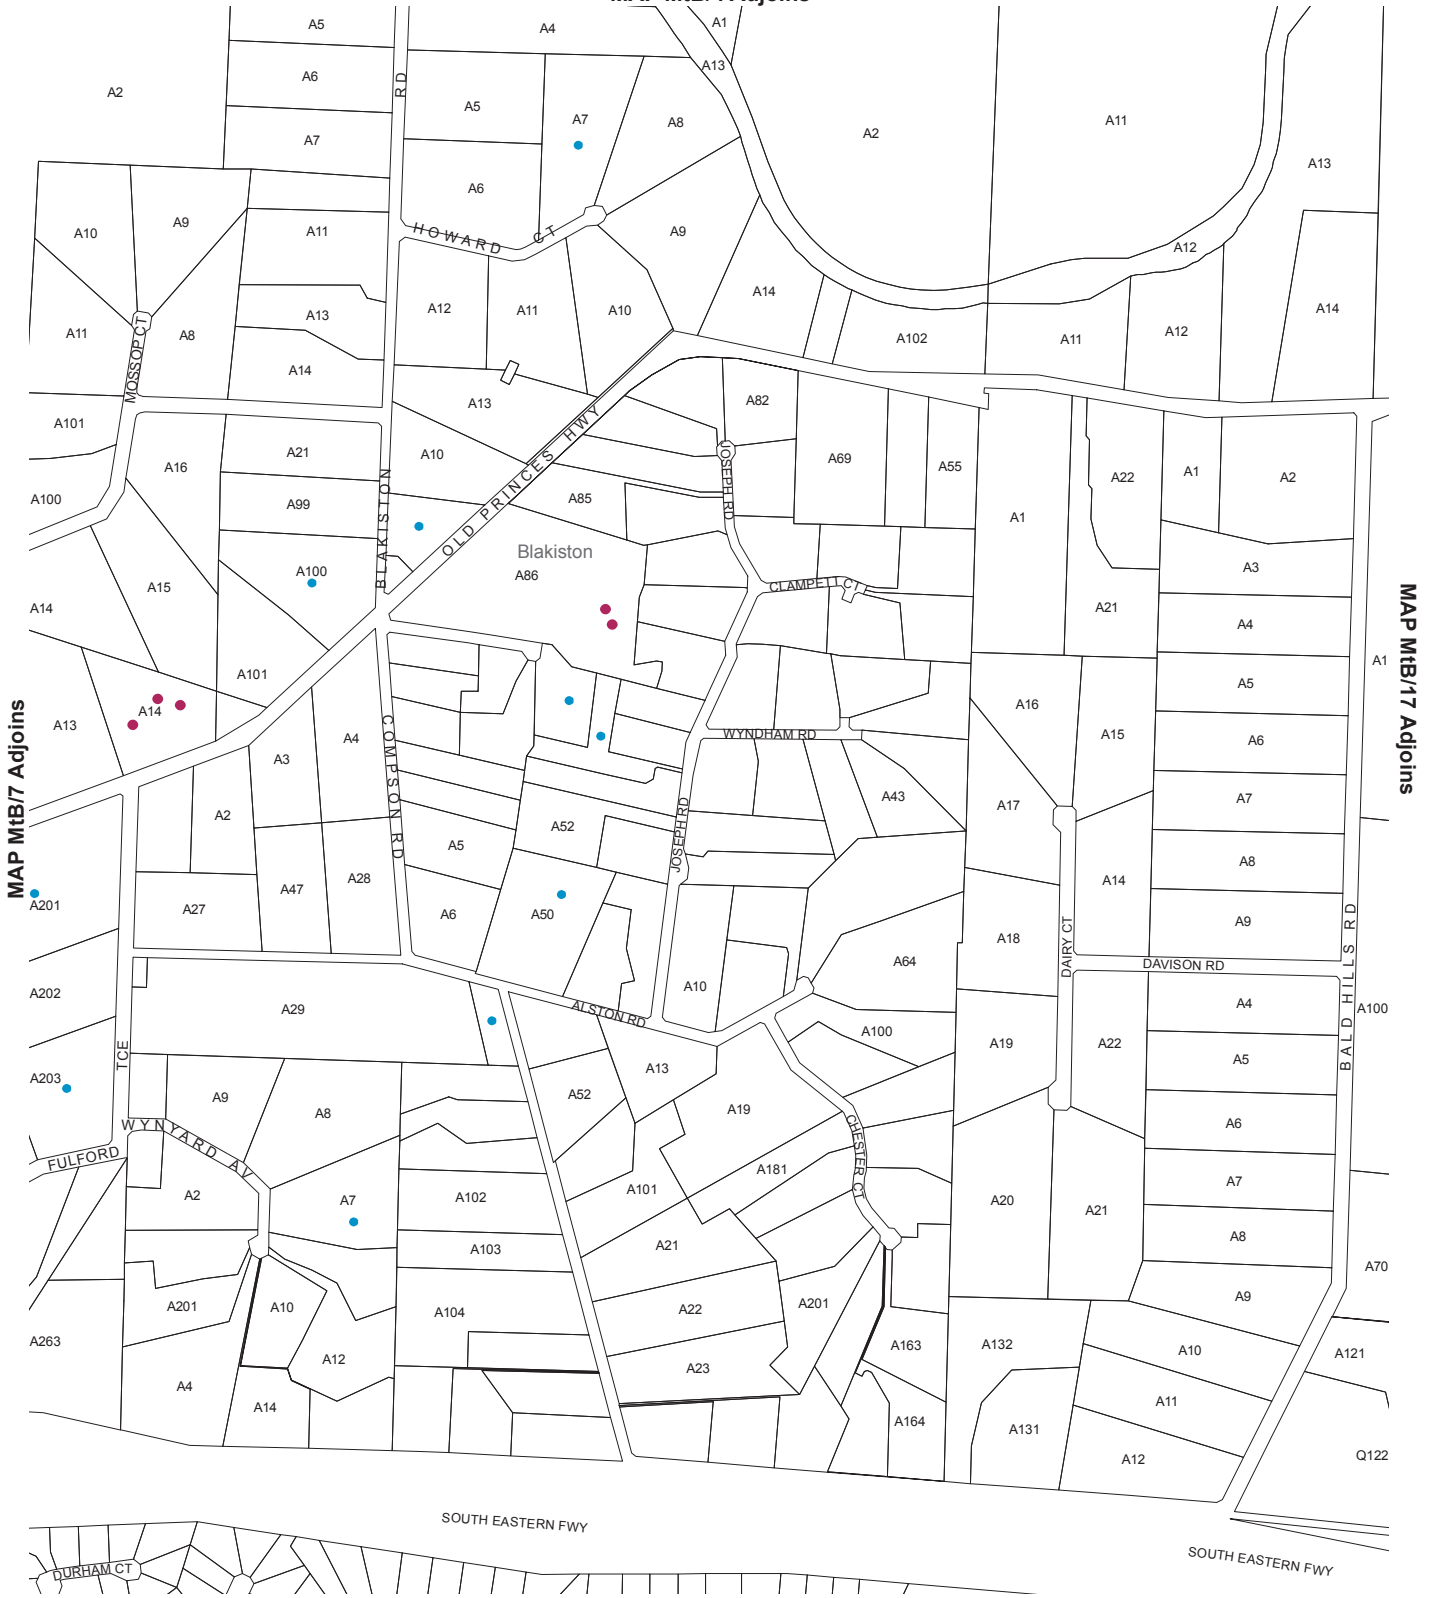 A5
A4
A1
A6
A13
A2
RD
A5
A7
A8
A2
A11
A7
A13
A6
A10
A9
A11
HOWARD CT
A9
A12
A14
A13
A12
A11
A10
A14
A11
MOSSOP CT
A8
A102
A11
A12
A14
A13
A82
A101
A10
OLD PRINCES HWY
A21
A16
JOSEPH RD
A69
A55
A22
A1
A2
A100
A99
BLAKISTON
A85
A1
Blakiston
A86
A100
A15
CLAMPETT CT
A3
A14
A21
A4
A1
MAP MtB/17 Adjoins
A101
A5
A14
A13
A4
COMPSON RD
WYNDHAM RD
A16
A15
A6
MAP MtB/7 Adjoins
A3
A43
A17
A7
A2
A52
JOSEPH RD
A5
A8
A28
A47
A14
A201
A27
A6
A50
A9
A18
DAIRY CT
BALD HILLS RD
A64
DAVISON RD
A202
A10
A29
ALSTON RD
A4
A100
A100
A19
A22
TCE
A5
A203
A9
A13
A52
A8
A19
A6
WYNYARD AV
CHESTER CT
FULFORD
A181
A2
A7
A102
A101
A20
A21
A7
A103
A21
A8
A70
A201
A10
A104
A22
A201
A9
A263
A12
A163
A132
A10
A121
A4
A23
A14
A164
A131
A11
A12
Q122
SOUTH EASTERN FWY
SOUTH EASTERN FWY
DURHAM CT